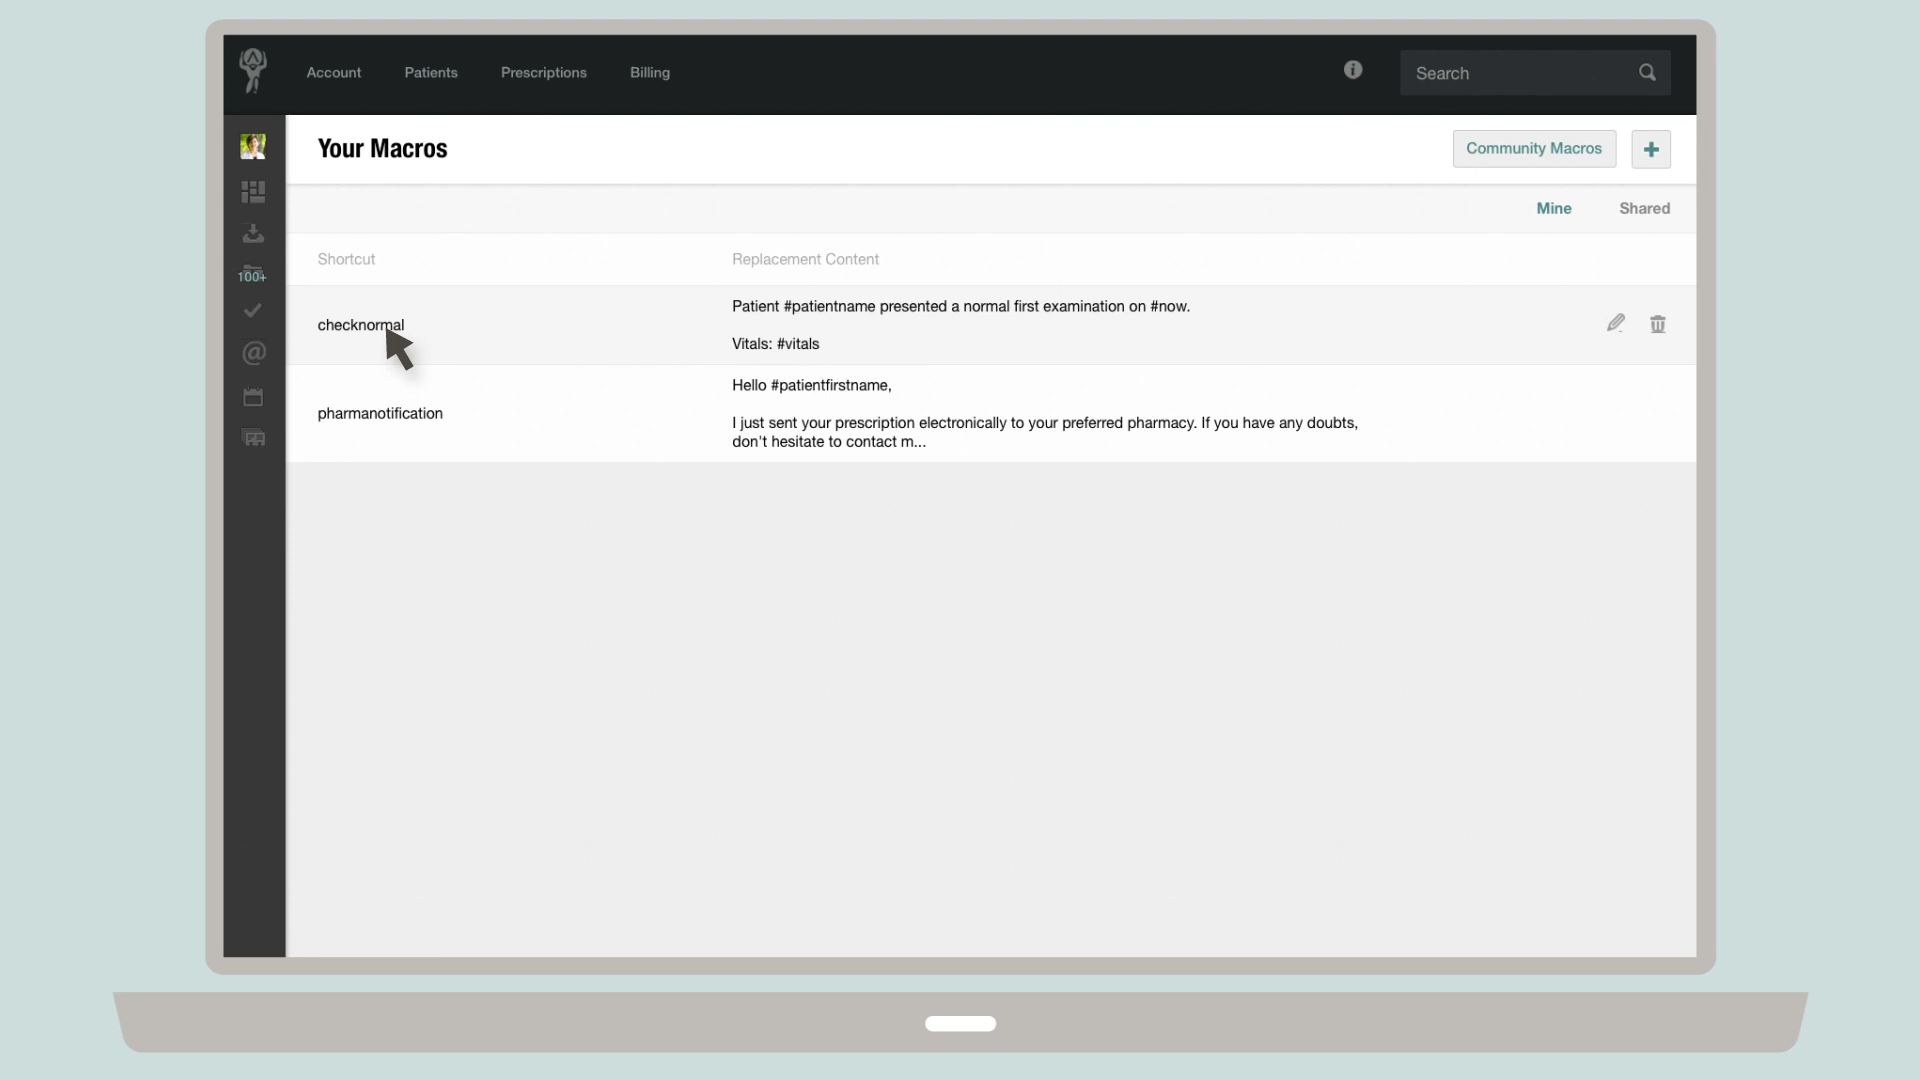 Account Patients Prescriptions Billing
Search
Your Macros
Community Macros
Mine Shared
100+
Shortcut Replacement Content
checknormal
Patient #patientname presented a normal first examination on #now.
Vitals: #vitals
pharmanotification
Hello #patientfirstname,
I just sent your prescription electronically to your preferred pharmacy. If you have any doubts,
don't hesitate to contact m...